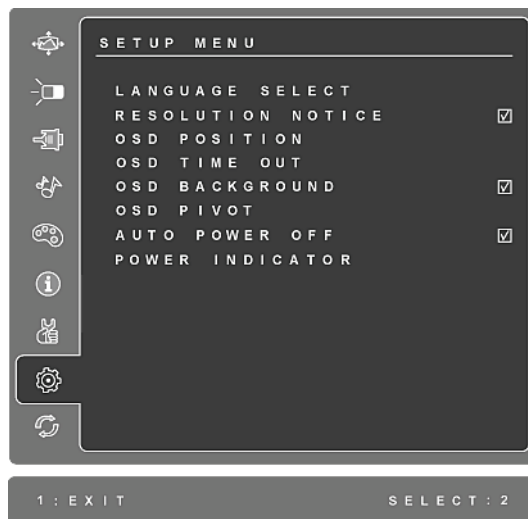 SETUP MENU
LANGUAGE SELECT
RESOLUTION NOTICE ☑
OSD POSITION
OSD TIME OUT
OSD BACKGROUND ☑
OSD PIVOT
AUTO POWER OFF ☑
POWER INDICATOR
1:EXIT SELECT:2